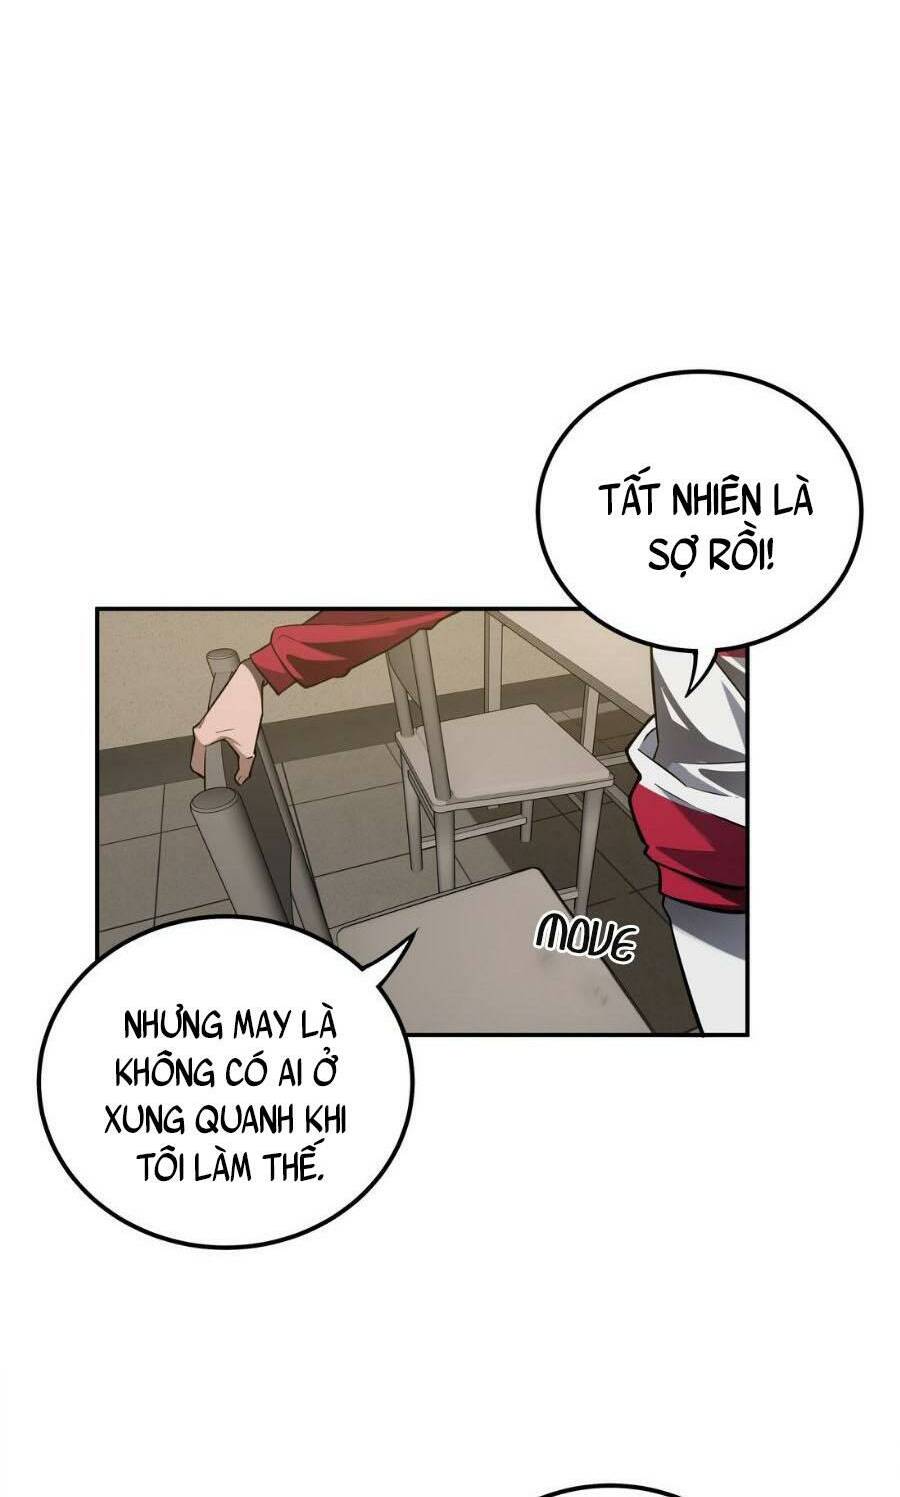 TẤT NHIÊN LÀ
SỢ RỒI!
MOVE
NHƯNG MAY LÀ
KHÔNG CÓ AI Ở
XUNG QUANH KHI
TÔI LÀM THẾ.